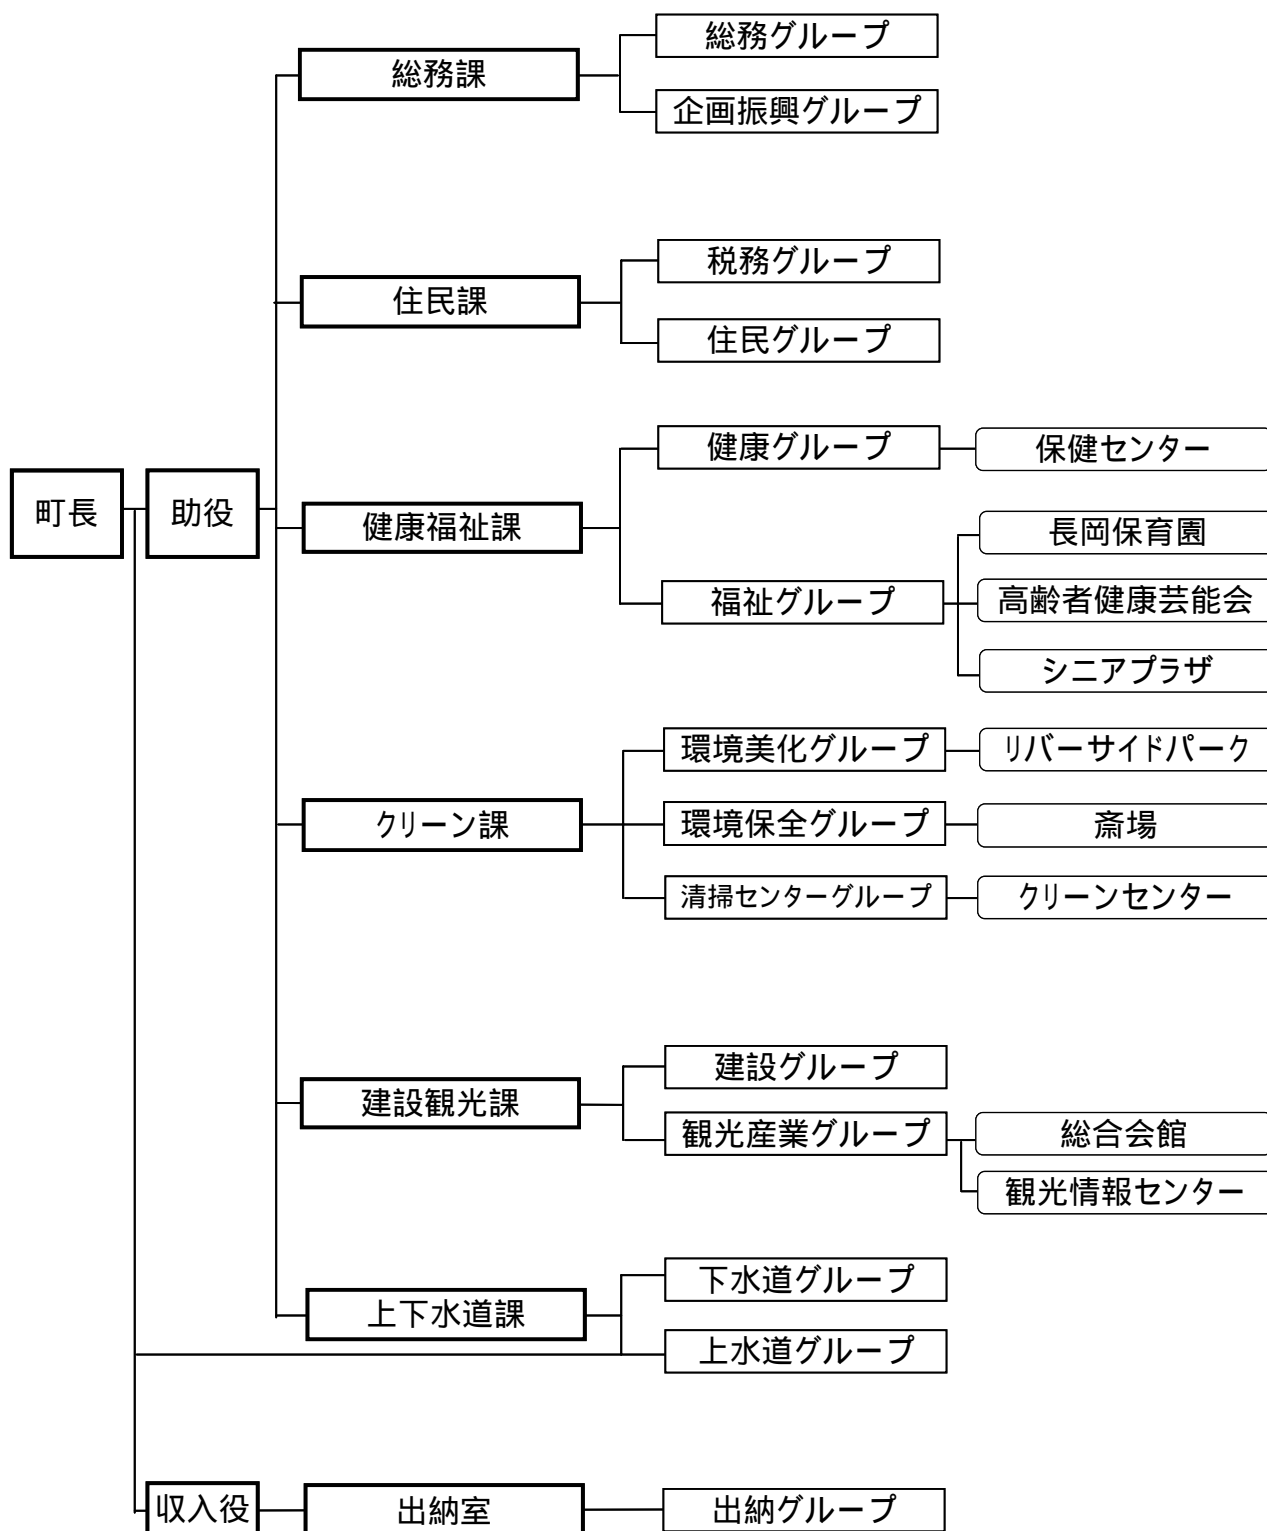 総務グループ
総務課
企画振興グループ
税務グループ
住民課
住民グループ
健康グループ
保健センター
町長
助役
健康福祉課
長岡保育園
福祉グループ
高齢者健康芸能会
シニアプラザ
環境美化グループ
リバーサイドパーク
クリーン課
環境保全グループ
斎場
清掃センターグループ
クリーンセンター
建設グループ
建設観光課
観光産業グループ
総合会館
観光情報センター
下水道グループ
上下水道課
上水道グループ
収入役
出納室
出納グループ